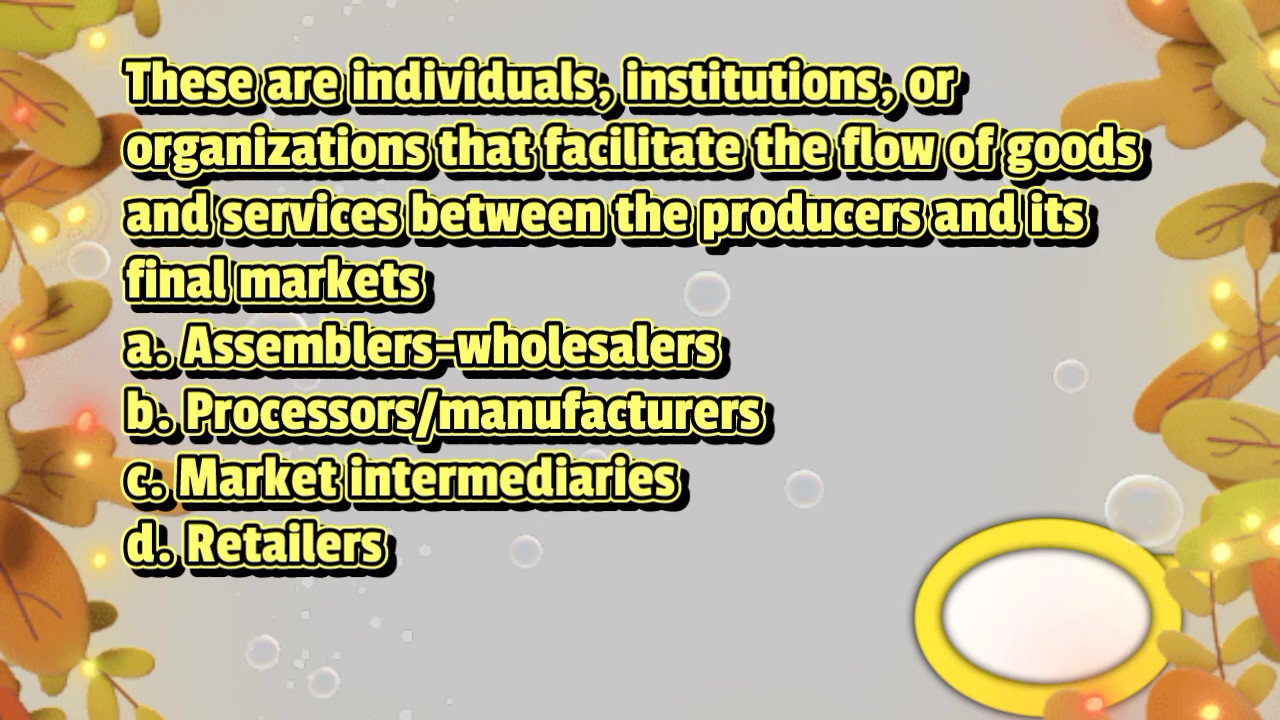 These are individuals, institutions, or
organizations that facilitate the flow of goods
and services between the producers and its
final markets
a. Assemblers-wholesalers
b. Processors/manufacturers
c. Market intermediaries
d. Retailers